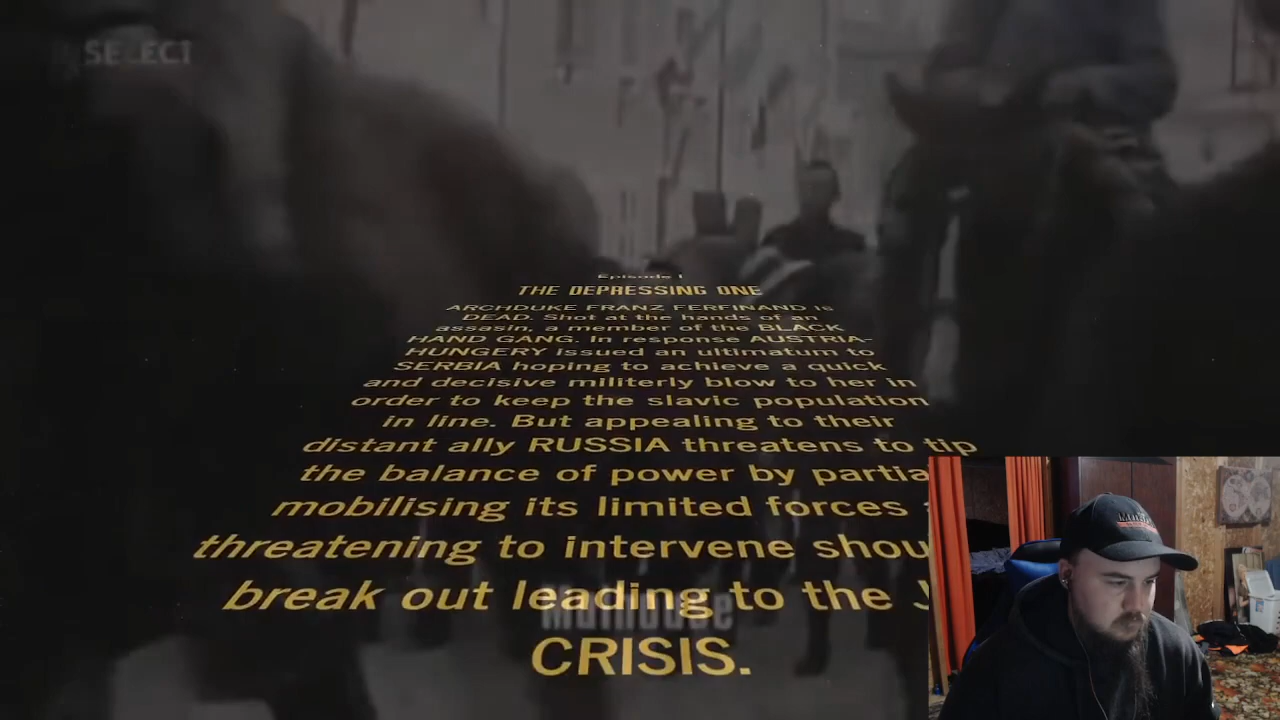 SELECT
Episode I
THE DEPRESSING ONE
ARCHDUKE FRANZ FERFINAND is
DEAD. Shot at the hands of an
assasin, a member of the BLACK
HAND GANG. In response AUSTRIA-
HUNGERY issued an ultimatum to
SERBIA hoping to achieve a quick
and decisive militerly blow to her in
order to keep the slavic population
in line. But appealing to their
distant ally RUSSIA threatens to tip
the balance of power by partia
mobilising its limited forces
threatening to intervene shou
break out leading to the J
CRISIS.